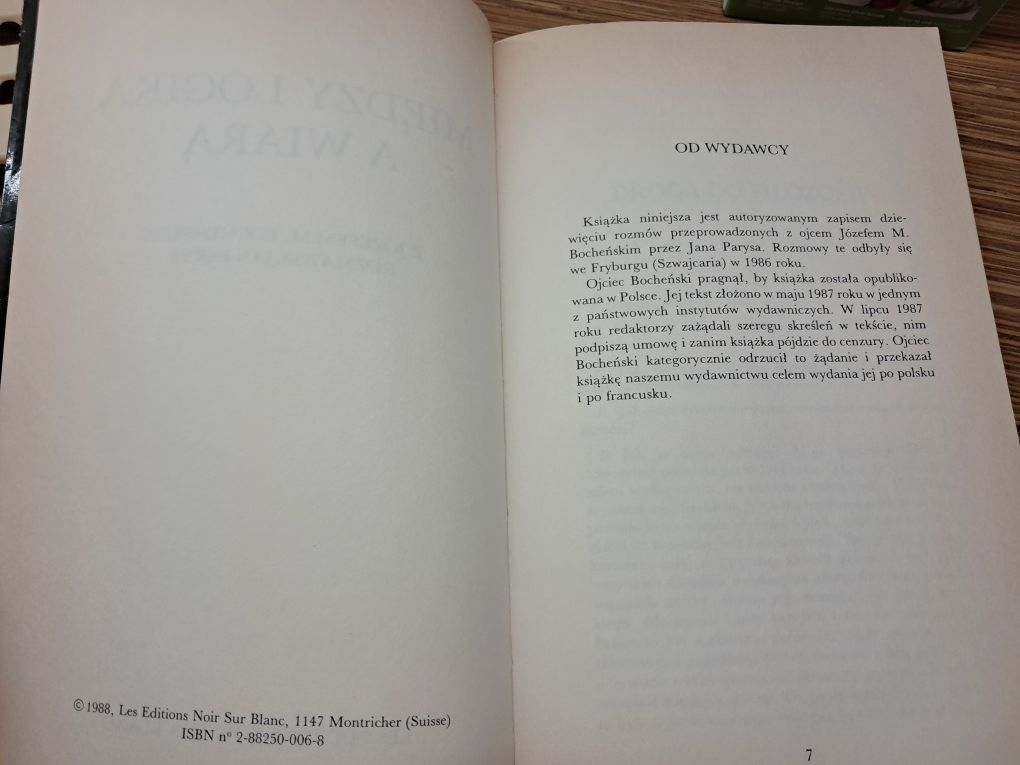 ©1988, Les Editions Noir Sur Blanc, 1147 Montricher (Suisse)
ISBN nº 2-88250-006-8
OD WYDAWCY
Książka niniejsza jest autoryzowanym zapisem dzie-
więciu rozmów przeprowadzonych z ojcem Józefem M.
Bocheńskim przez Jana Parysa. Rozmowy te odbyły się
we Fryburgu (Szwajcaria) w 1986 roku.
Ojciec Bocheński pragnął, by książka została opubliko-
wana w Polsce. Jej tekst złożono w maju 1987 roku w jednym
z państwowych instytutów wydawniczych. W lipcu 1987
roku redaktorzy zażądali szeregu skreśleń w tekście, nim
podpiszą umowę i zanim książka pójdzie do cenzury. Ojciec
Bocheński kategorycznie odrzucił to żądanie i przekazał
książkę naszemu wydawnictwu celem wydania jej po polsku
i po francusku.
7